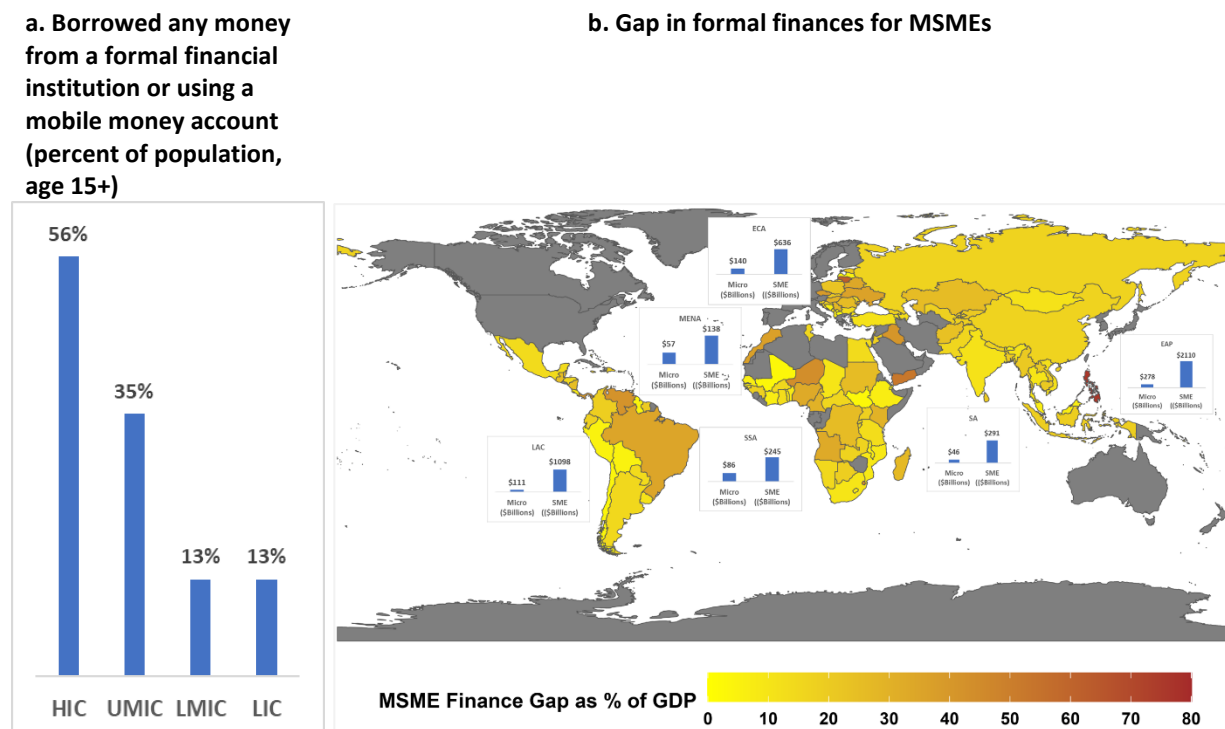 a. Borrowed any money
from a formal financial
institution or using a
mobile money account
(percent of population,
age 15+)
56%
35%
13%
13%
HIC
UMIC
LMIC
LIC
b. Gap in formal finances for MSMEs
ECA
$636
$140
Micro
($Billions)
SME
(($Billions)
MENA
$138
$57
Micro
($Billions)
SME
(($Billions)
EAP
$2110
$278
Micro
($Billions)
SME
(($Billions)
LAC
$1098
$111
Micro
($Billions)
SME
(($Billions)
SSA
$245
$86
Micro
($Billions)
SME
(($Billions)
SA
$291
$46
Micro
($Billions)
SME
(($Billions)
MSME Finance Gap as % of GDP
0 10 20 30 40 50 60 70 80